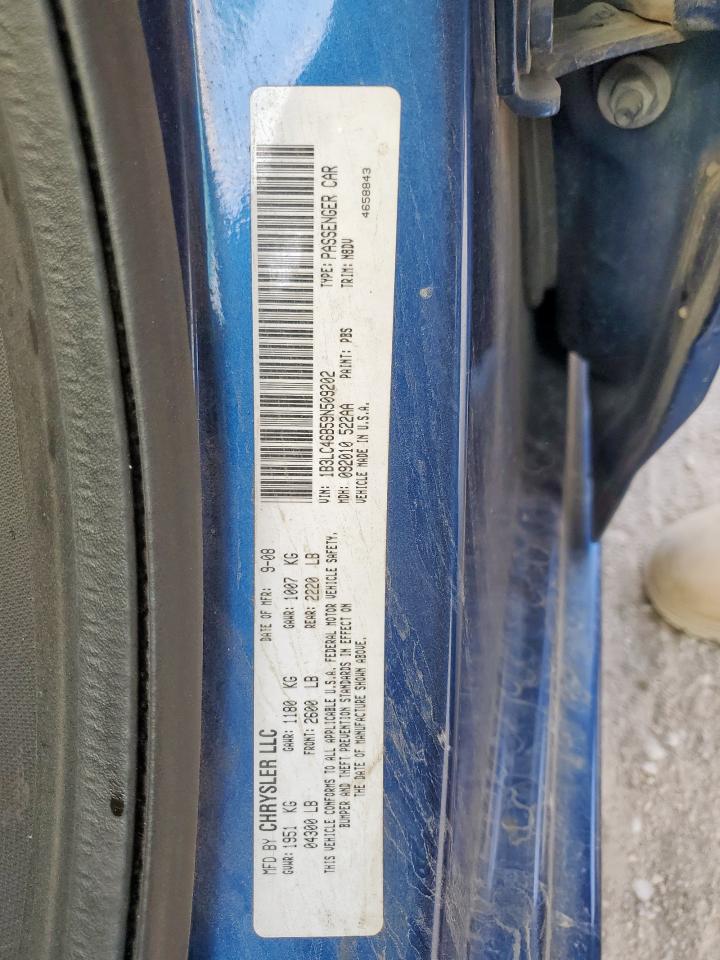 MFD BY CHRYSLER LLC DATE OF MFR: 9-08
GVWR: 1951 KG GAWR: 1180 KG GAWR: 1007 KG
04300 LB FRONT: 2600 LB REAR: 2220 LB
THIS VEHICLE CONFORMS TO ALL APPLICABLE U.S.A. FEDERAL MOTOR VEHICLE SAFETY,
BUMPER AND THEFT PREVENTION STANDARDS IN EFFECT ON
THE DATE OF MANUFACTURE SHOWN ABOVE.
VIN: 1B3LC46B59N509202 TYPE: PASSENGER CAR
MDH: 092010 522AA PAINT: PBS TRIM: N8DV
VEHICLE MADE IN U.S.A. 4658843